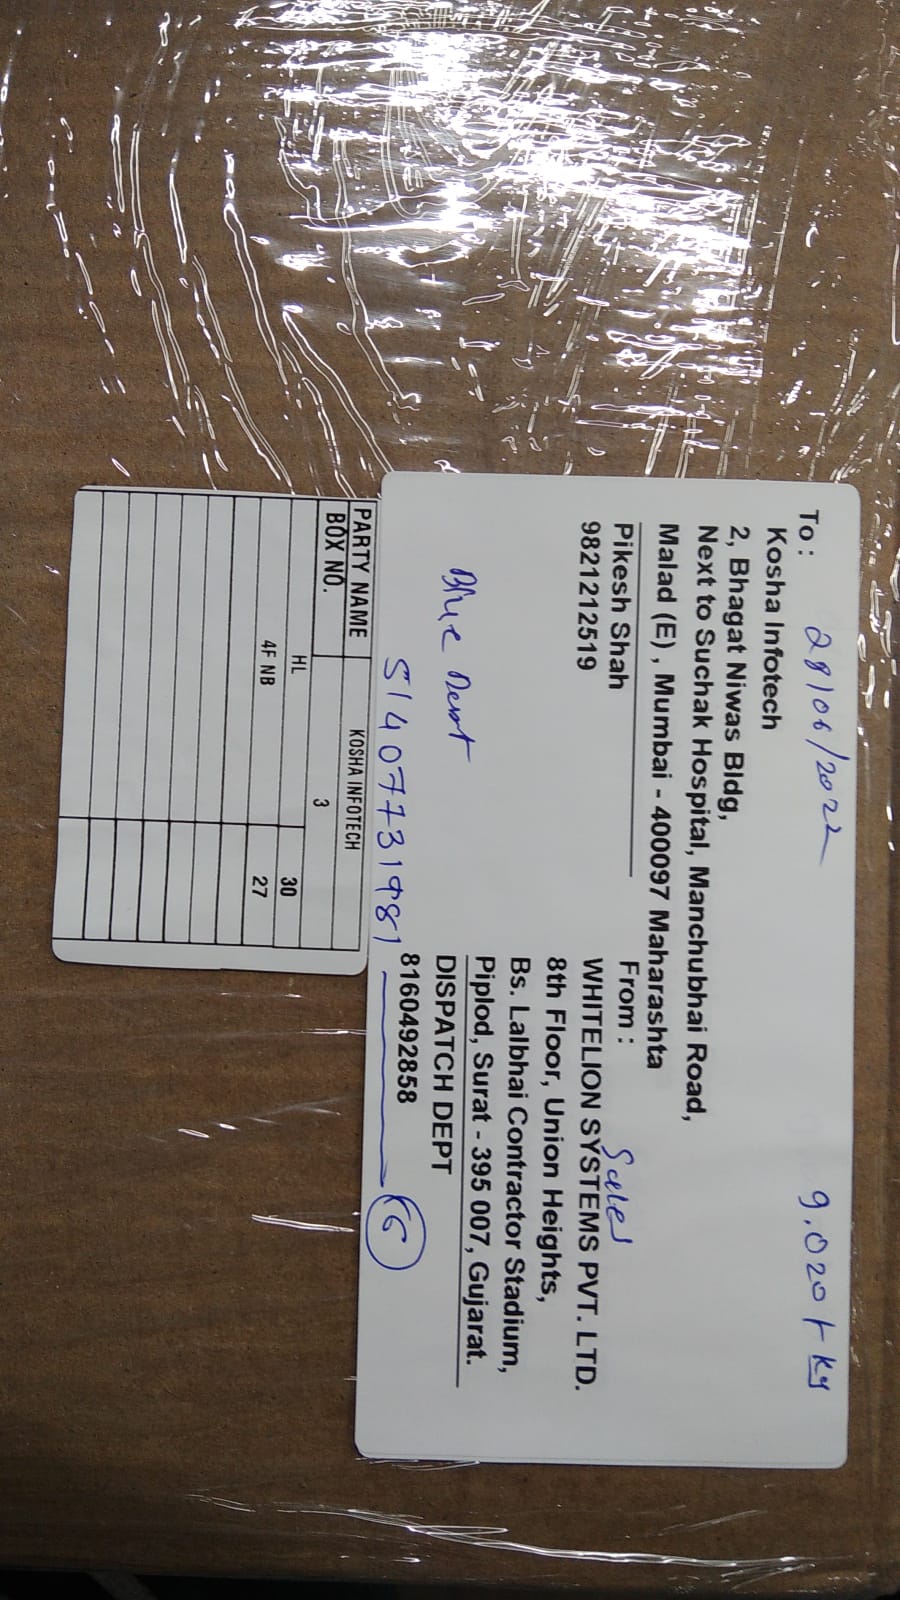 To : 28/06/2022 9.020 + kg
Kosha Infotech
2, Bhagat Niwas Bldg,
Next to Suchak Hospital, Manchubhai Road,
Malad (E) , Mumbai - 400097 Maharashta
Pikesh Shah
9821212519
From : Sales
WHITELION SYSTEMS PVT. LTD.
8th Floor, Union Heights,
Bs. Lalbhai Contractor Stadium,
Piplod, Surat - 395 007, Gujarat.
DISPATCH DEPT
8160492858
Blue Dart
51407731981 6
PARTY NAME KOSHA INFOTECH
BOX NO. 3
HL 30
4F NB 27